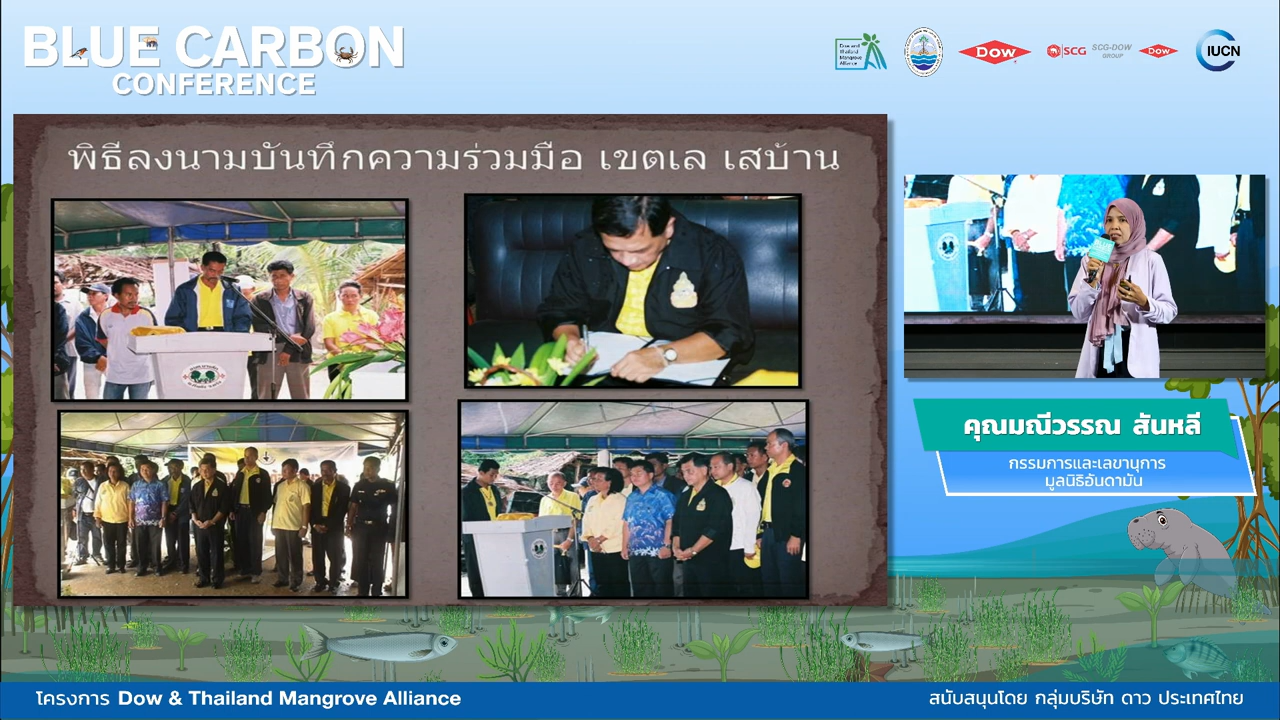 BLUE CARBON
CONFERENCE
Dow and
Thailand
Mangrove
Alliance
Dow
SCG
SCG-DOW
GROUP
Dow
IUCN
พิธีลงนามบันทึกความร่วมมือ เขตเล เสบ้าน
คุณมณีวรรณ สันหลี
กรรมการและเลขานุการ
มูลนิธิอันดามัน
โครงการ Dow & Thailand Mangrove Alliance
สนับสนุนโดย กลุ่มบริษัท ดาว ประเทศไทย